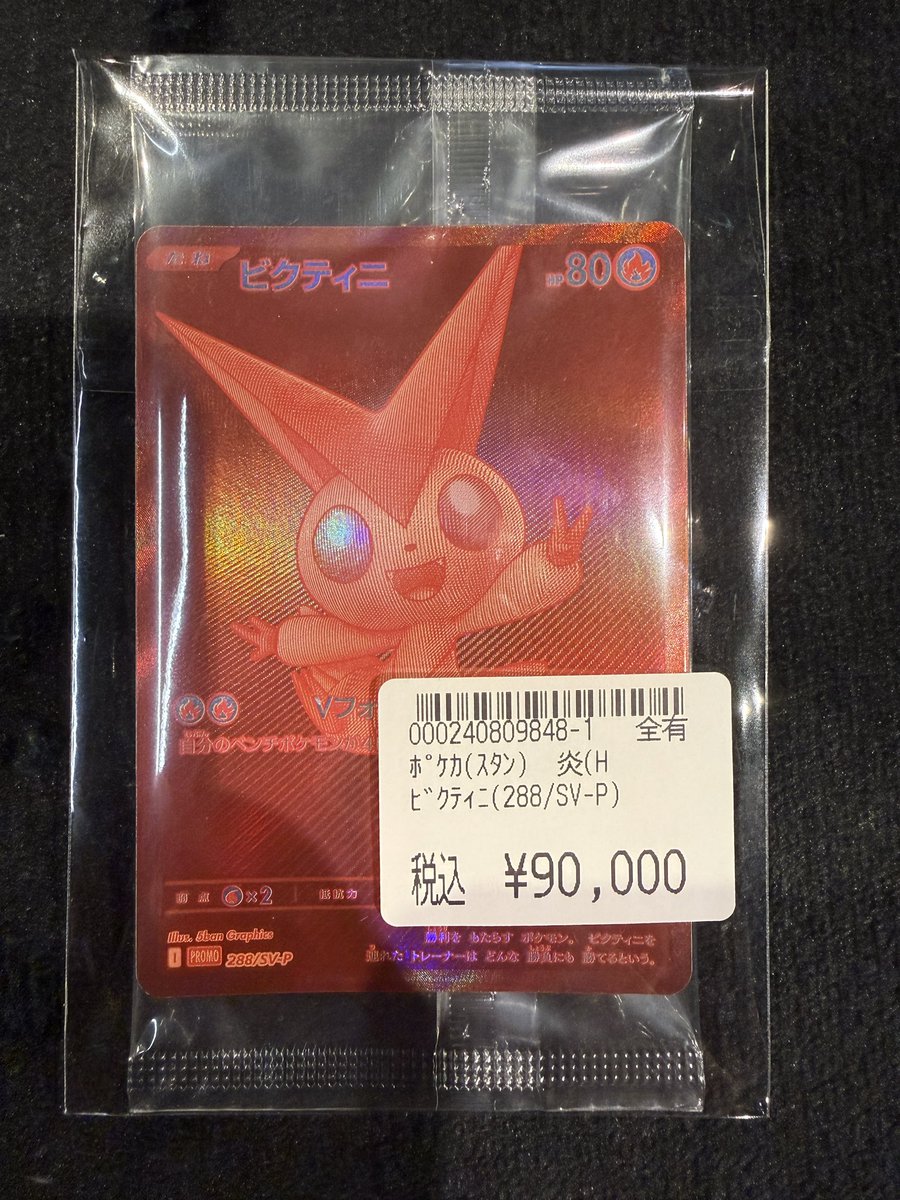 ビクティニ
HP 80
Vフォ
自分のベンチポケモンが
000240809848-1 全有
ﾎﾟｹｶ(ｽﾀﾝ) 炎(H
ﾋﾞｸﾃｨﾆ(288/SV-P)
税込 ¥90,000
弱点 ×2 抵抗力
Illus. 5ban Graphics
I PROMO 288/SV-P
勝利を もたらす ポケモン。 ビクティニを
連れた トレーナーは どんな 勝負にも 勝てるという。